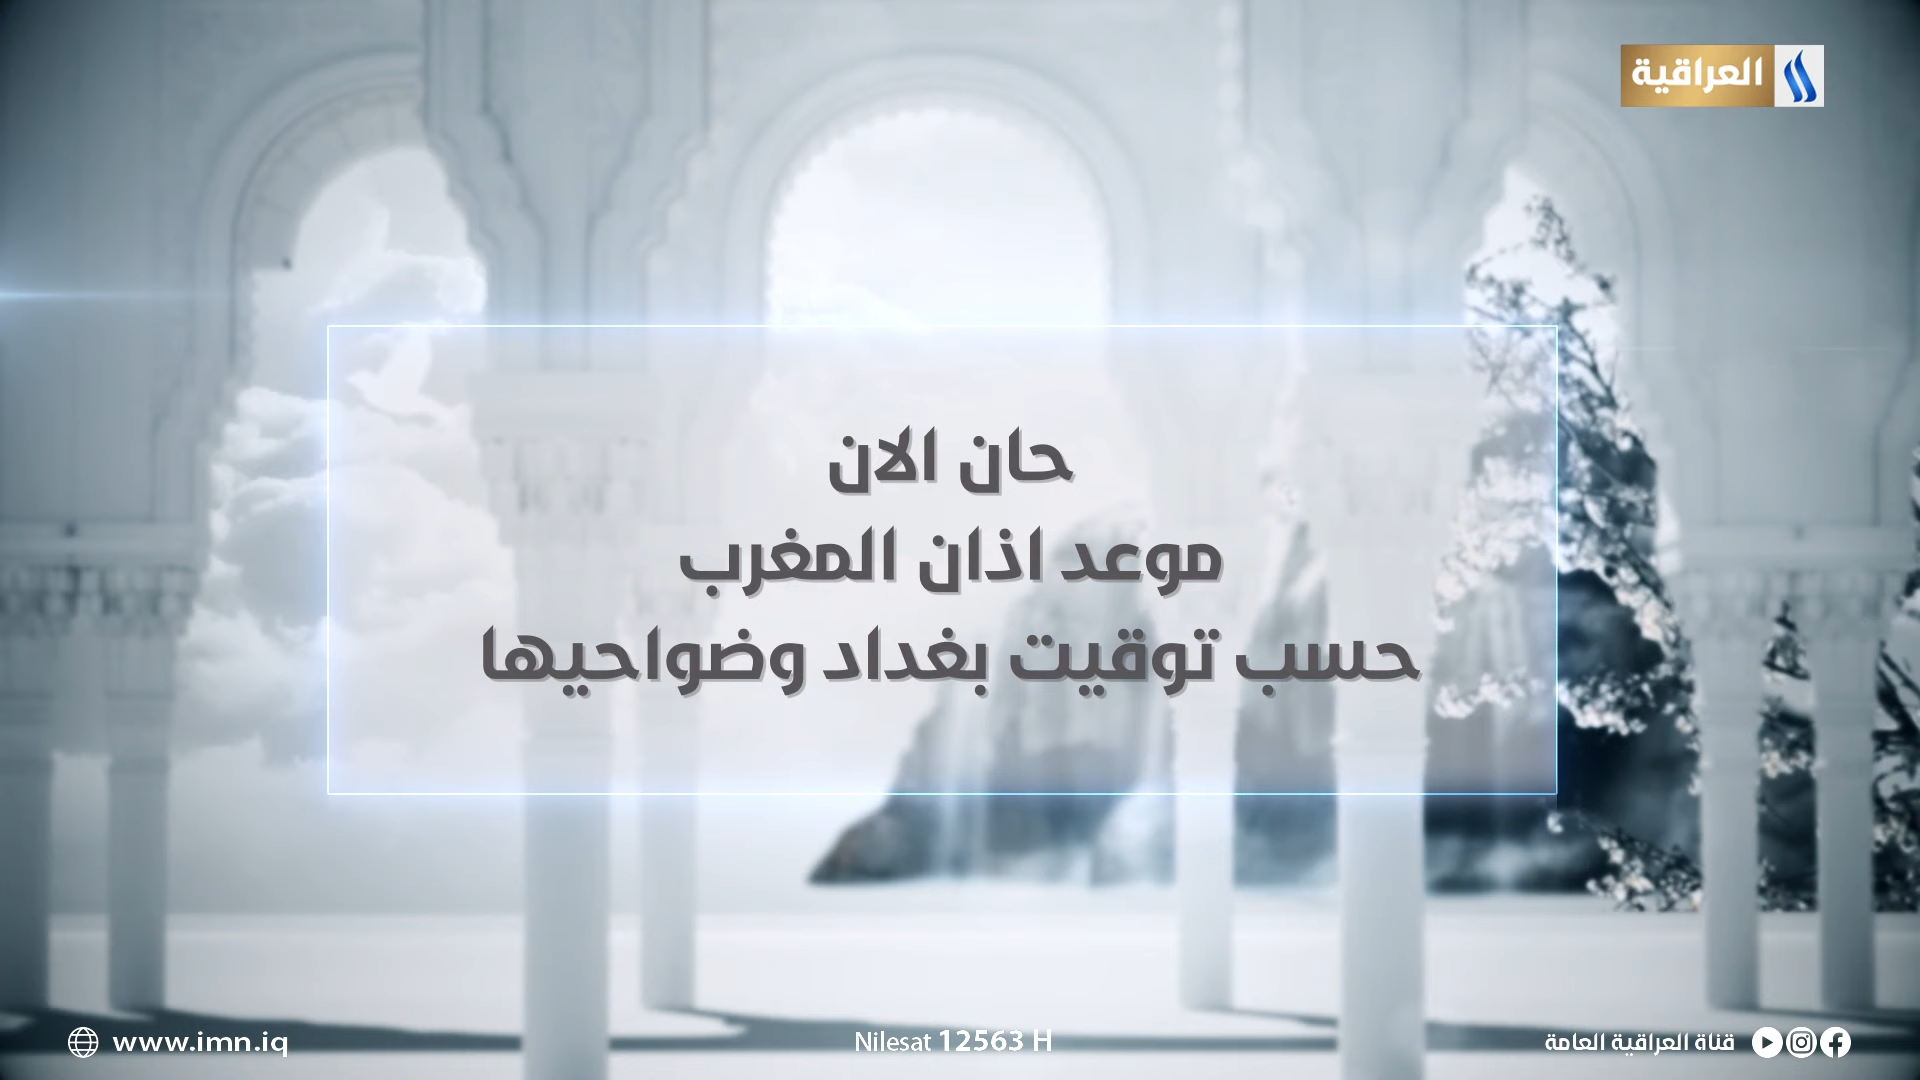 العراقية
حان الان
موعد اذان المغرب
حسب توقيت بغداد وضواحيها
www.imn.iq
Nilesat 12563 H
قناة العراقية العامة